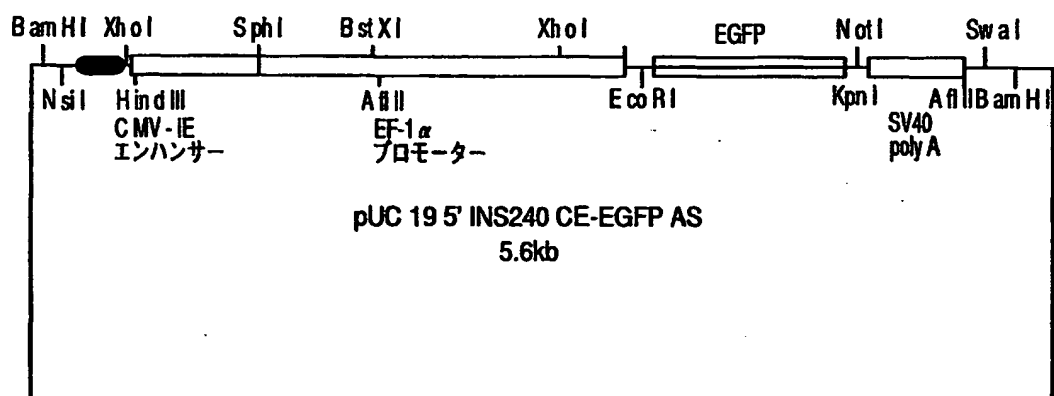 BamHI XhoI SphI BstXI XhoI EGFP NotI SwaI
NsiI HindIII AflII EcoRI KpnI AflII BamHI
CMV-IE
エンハンサー
EF-1α
プロモーター
SV40
poly A
pUC 19 5' INS240 CE-EGFP AS
5.6kb